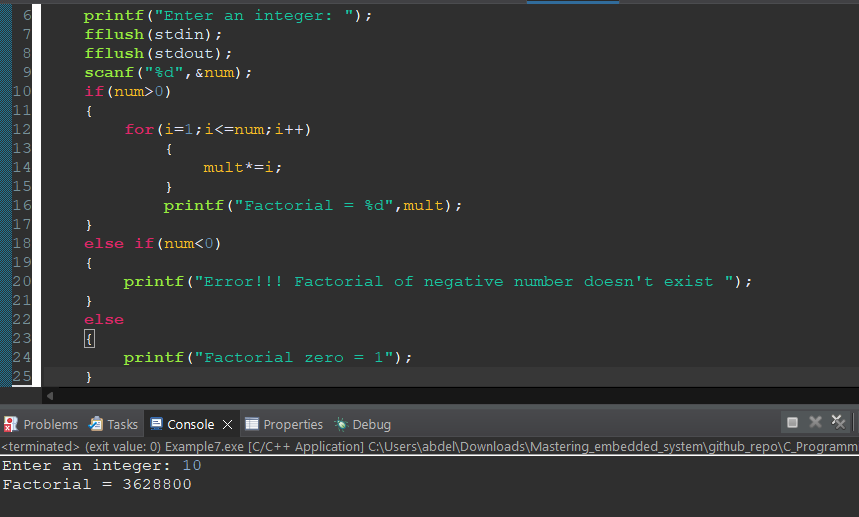 6 printf("Enter an integer: ");
7 fflush(stdin);
8 fflush(stdout);
9 scanf("%d",&num);
10 if(num>0)
11 {
12 for(i=1;i<=num;i++)
13 {
14 mult*=i;
15 }
16 printf("Factorial = %d",mult);
17 }
18 else if(num<0)
19 {
20 printf("Error!!! Factorial of negative number doesn't exist ");
21 }
22 else
23 {
24 printf("Factorial zero = 1");
25 }
Problems Tasks Console Properties Debug
<terminated> (exit value: 0) Example7.exe [C/C++ Application] C:\Users\abdel\Downloads\Mastering_embedded_system\github_repo\C_Programm
Enter an integer: 10
Factorial = 3628800